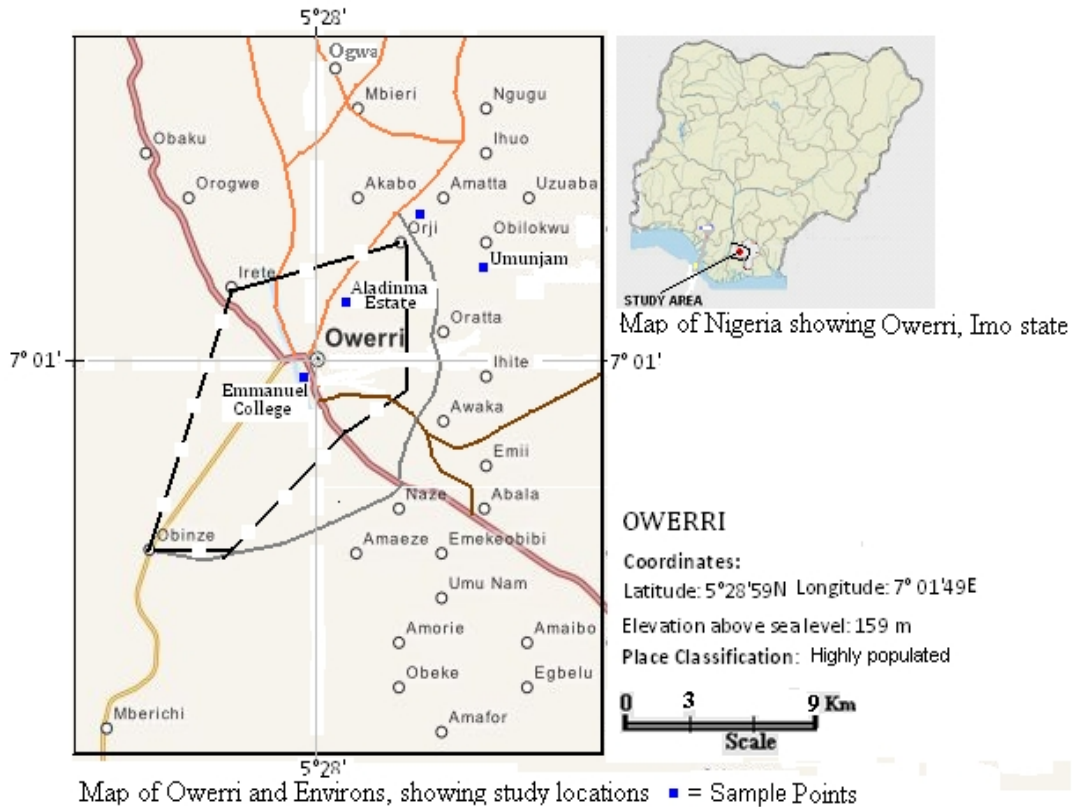 5°28'
Ogwa
Mbieri
Ngugu
Obaku
Ihuo
Orogwe
Akabo
Amatta
Uzuaba
Orji
Obilokwu
Umunjam
Irete
Aladinma
Estate
Oratta
Owerri
7° 01'
7° 01'
Ihite
Emmanuel
College
Awaka
Emii
Naze
Abala
Obinze
Amaeze
Emekeobibi
Umu Nam
Amorie
Amaibo
Obeke
Egbelu
Mberichi
Amafor
5°28'
STUDY AREA
Map of Nigeria showing Owerri, Imo state
OWERRI
Coordinates:
Latitude: 5°28'59N Longitude: 7° 01'49E
Elevation above sea level: 159 m
Place Classification: Highly populated
0 3 9 Km
Scale
Map of Owerri and Environs, showing study locations = Sample Points